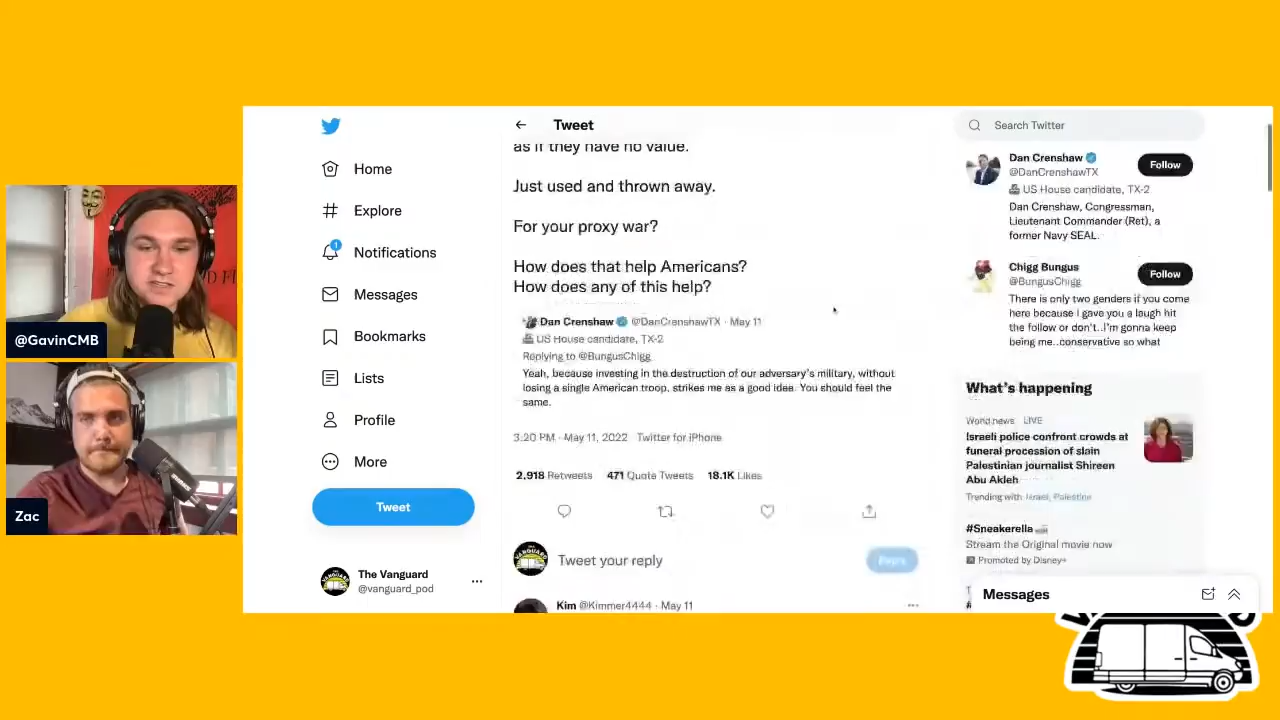 @GavinCMB
Zac
Home
Explore
1
Notifications
Messages
Bookmarks
Lists
Profile
More
Tweet
The Vanguard
@vanguard_pod
Tweet
as if they have no value.
Just used and thrown away.
For your proxy war?
How does that help Americans?
How does any of this help?
Dan Crenshaw @DanCrenshawTX · May 11
US House candidate, TX-2
Replying to @BungusChigg
Yeah, because investing in the destruction of our adversary's military, without
losing a single American troop, strikes me as a good idea. You should feel the
same.
3:20 PM · May 11, 2022 · Twitter for iPhone
2,918 Retweets 471 Quote Tweets 18.1K Likes
THE VANGUARD
Tweet your reply
Reply
Kim @Kimmer4444 · May 11
Search Twitter
Dan Crenshaw
@DanCrenshawTX
Follow
US House candidate, TX-2
Dan Crenshaw, Congressman,
Lieutenant Commander (Ret), a
former Navy SEAL.
Chigg Bungus
@BungusChigg
Follow
There is only two genders if you come
here because I gave you a laugh hit
the follow or don't..I'm gonna keep
being me..conservative so what
What's happening
World news LIVE
Israeli police confront crowds at
funeral procession of slain
Palestinian journalist Shireen
Abu Akleh
Trending with Israel, Palestine
#Sneakerella
Stream the Original movie now
Promoted by Disney+
Messages